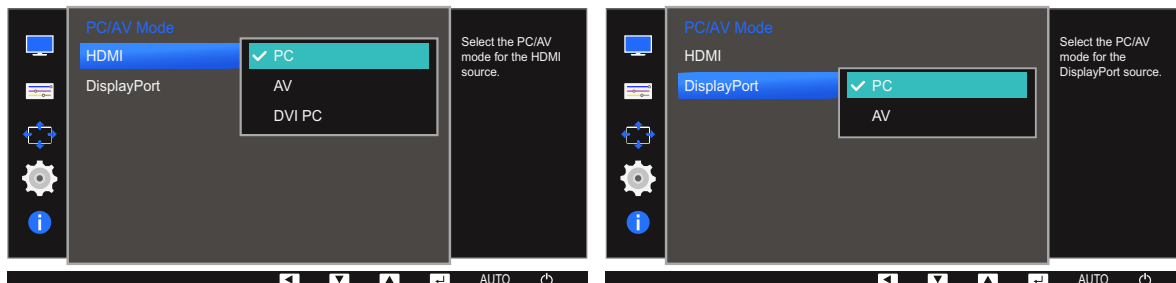 PC/AV Mode
HDMI
PC
DisplayPort
AV
DVI PC
Select the PC/AV
mode for the HDMI
source.
AUTO
PC/AV Mode
HDMI
DisplayPort
PC
AV
Select the PC/AV
mode for the
DisplayPort source.
AUTO